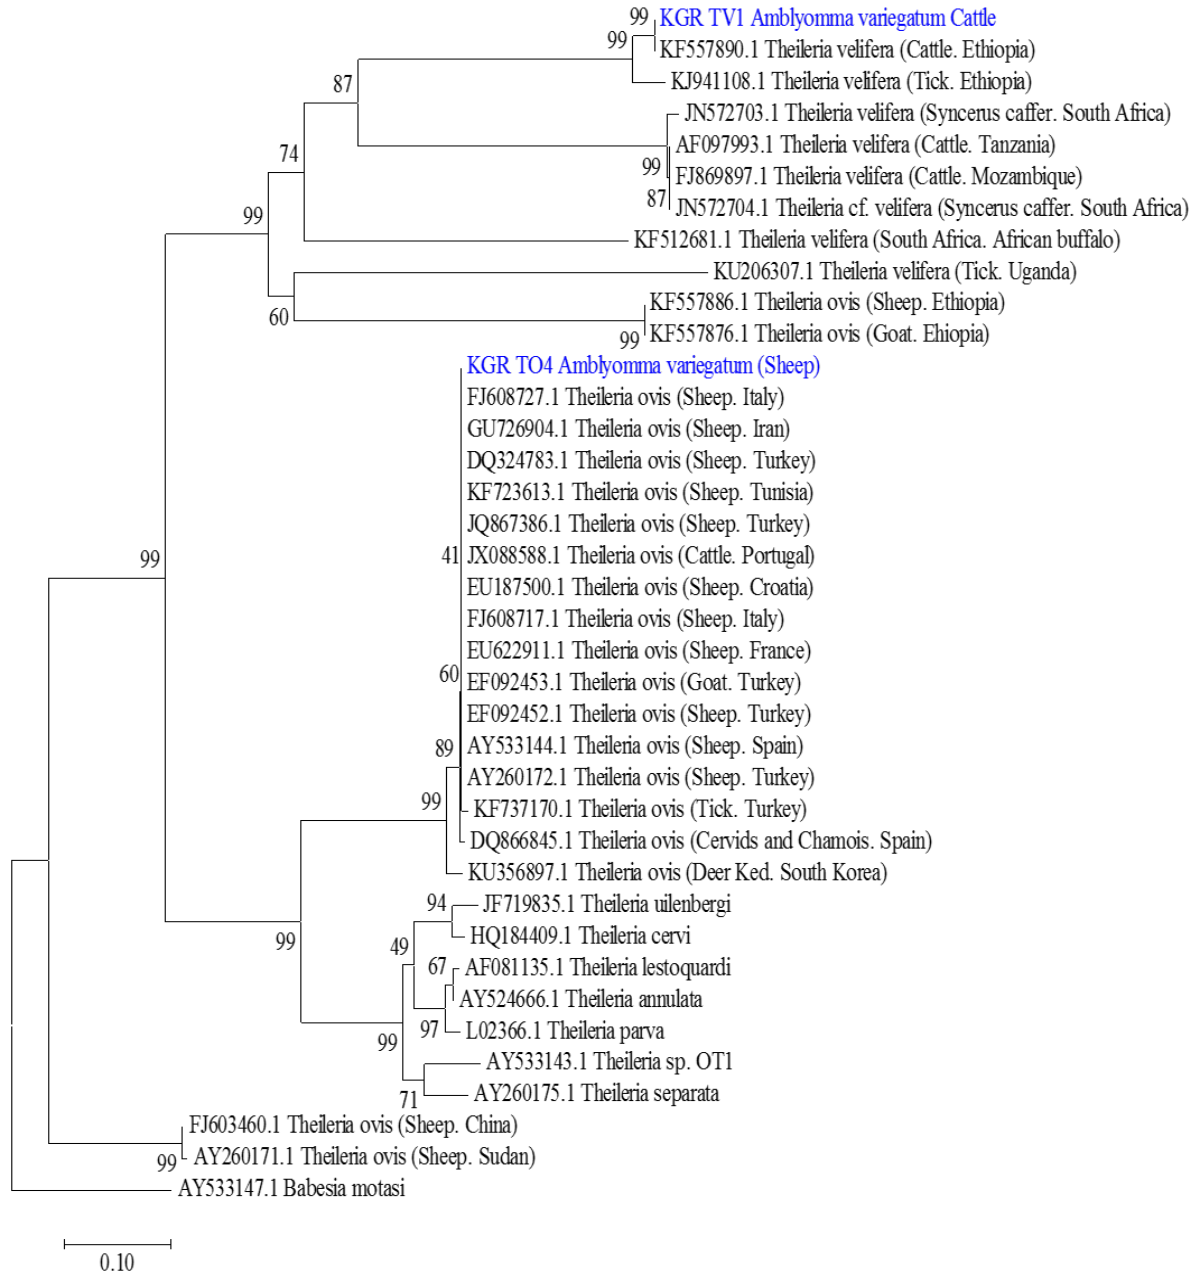 99 KGR TV1 Amblyomma variegatum Cattle
99 KF557890.1 Theileria velifera (Cattle. Ethiopia)
KJ941108.1 Theileria velifera (Tick. Ethiopia)
87
JN572703.1 Theileria velifera (Syncerus caffer. South Africa)
AF097993.1 Theileria velifera (Cattle. Tanzania)
74
99 FJ869897.1 Theileria velifera (Cattle. Mozambique)
87 JN572704.1 Theileria cf. velifera (Syncerus caffer. South Africa)
99
KF512681.1 Theileria velifera (South Africa. African buffalo)
KU206307.1 Theileria velifera (Tick. Uganda)
KF557886.1 Theileria ovis (Sheep. Ethiopia)
60
99 KF557876.1 Theileria ovis (Goat. Ehiopia)
KGR TO4 Amblyomma variegatum (Sheep)
FJ608727.1 Theileria ovis (Sheep. Italy)
GU726904.1 Theileria ovis (Sheep. Iran)
DQ324783.1 Theileria ovis (Sheep. Turkey)
KF723613.1 Theileria ovis (Sheep. Tunisia)
JQ867386.1 Theileria ovis (Sheep. Turkey)
99
41 JX088588.1 Theileria ovis (Cattle. Portugal)
EU187500.1 Theileria ovis (Sheep. Croatia)
FJ608717.1 Theileria ovis (Sheep. Italy)
EU622911.1 Theileria ovis (Sheep. France)
60 EF092453.1 Theileria ovis (Goat. Turkey)
EF092452.1 Theileria ovis (Sheep. Turkey)
89 AY533144.1 Theileria ovis (Sheep. Spain)
AY260172.1 Theileria ovis (Sheep. Turkey)
99 KF737170.1 Theileria ovis (Tick. Turkey)
DQ866845.1 Theileria ovis (Cervids and Chamois. Spain)
KU356897.1 Theileria ovis (Deer Ked. South Korea)
94 JF719835.1 Theileria uilenbergi
HQ184409.1 Theileria cervi
99
49
67 AF081135.1 Theileria lestoquardi
AY524666.1 Theileria annulata
97 L02366.1 Theileria parva
99
AY533143.1 Theileria sp. OT1
AY260175.1 Theileria separata
71
FJ603460.1 Theileria ovis (Sheep. China)
99 AY260171.1 Theileria ovis (Sheep. Sudan)
AY533147.1 Babesia motasi
0.10